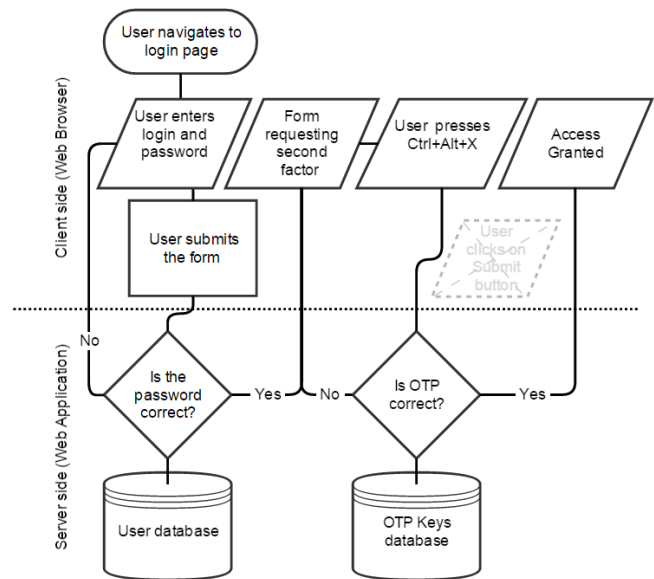 User navigates to
login page
Client side (Web Browser)
User enters
login and
password
Form
requesting
second
factor
User presses
Ctrl+Alt+X
Access
Granted
User submits
the form
User
clicks on
Submit
button
Server side (Web Application)
No
Is the
password
correct?
Yes
No
Is OTP
correct?
Yes
User database
OTP Keys
database